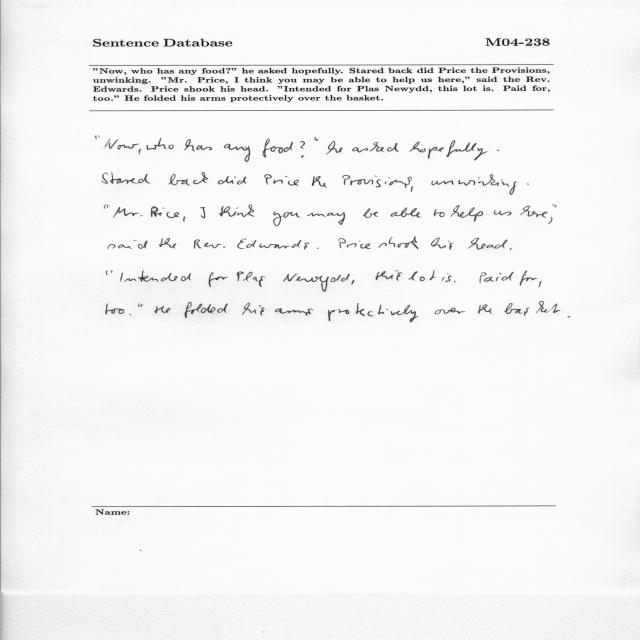 Sentence Database M04-238
"Now, who has any food?" he asked hopefully. Stared back did Price the Provisions,
unwinking. "Mr. Price, I think you may be able to help us here," said the Rev.
Edwards. Price shook his head. "Intended for Plas Newydd, this lot is. Paid for,
too." He folded his arms protectively over the basket.
"Now, who has any food?" he asked hopefully.
Stared back did Price the Provisions, unwinking.
"Mr. Price, I think you may be able to help us here,"
said the Rev. Edwards. Price shook his head.
"Intended for Plas Newydd, this lot is. Paid for,
too." He folded his arms protectively over the basket.
Name: